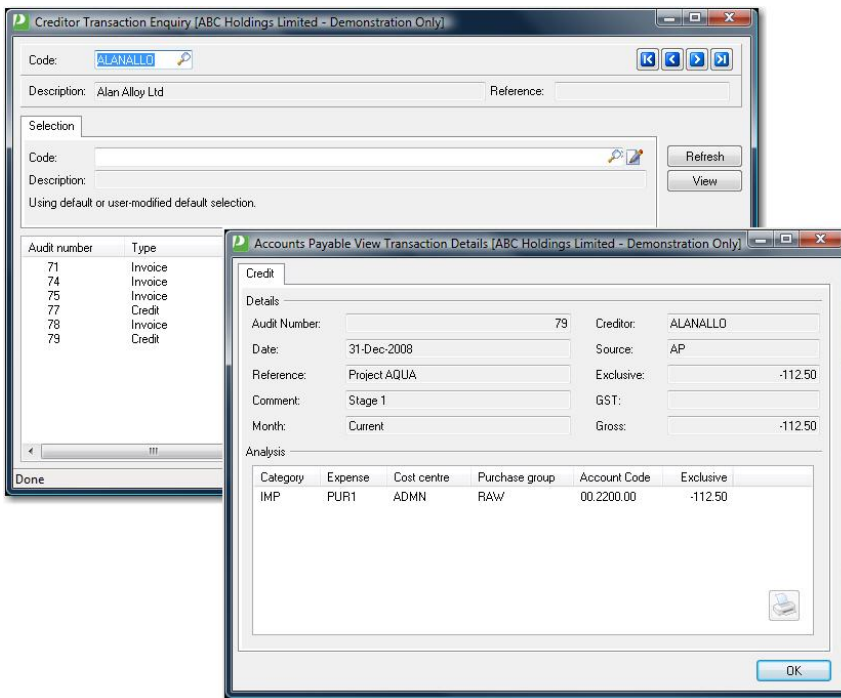 Creditor Transaction Enquiry [ABC Holdings Limited - Demonstration Only]
Code: ALANALLO
Description: Alan Alloy Ltd Reference:
Selection
Code:
Description:
Using default or user-modified default selection.
Refresh
View
Audit number Type
71 Invoice
74 Invoice
75 Invoice
77 Credit
78 Invoice
79 Credit
Done
Accounts Payable View Transaction Details [ABC Holdings Limited - Demonstration Only]
Credit
Details
Audit Number: 79 Creditor: ALANALLO
Date: 31-Dec-2008 Source: AP
Reference: Project AQUA Exclusive: -112.50
Comment: Stage 1 GST:
Month: Current Gross: -112.50
Analysis
Category Expense Cost centre Purchase group Account Code Exclusive
IMP PUR1 ADMN RAW 00.2200.00 -112.50
OK